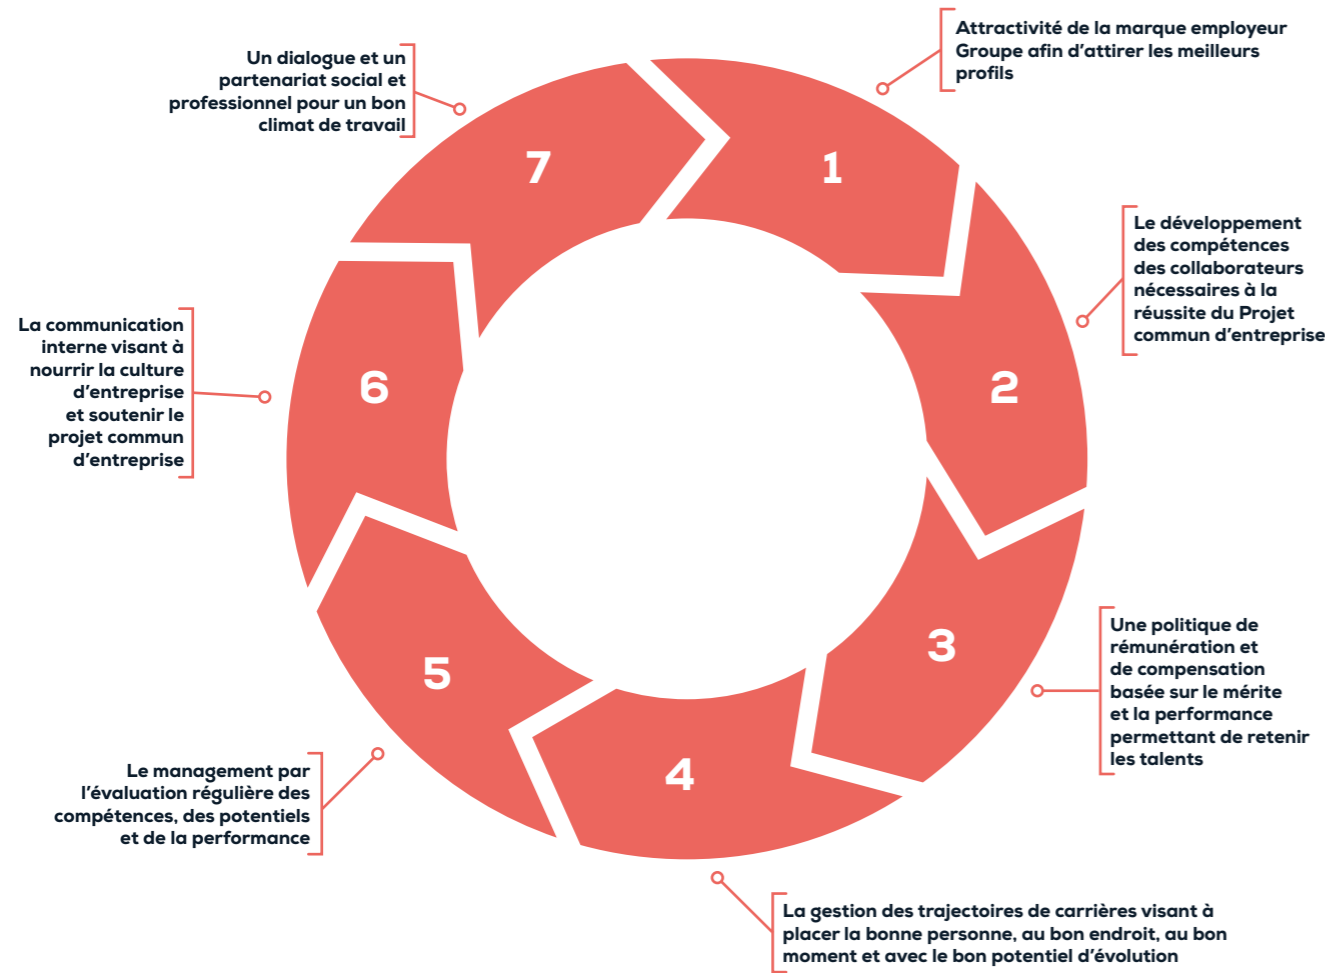 1
Attractivité de la marque employeur
Groupe afin d’attirer les meilleurs
profils
2
Le développement
des compétences
des collaborateurs
nécessaires à la
réussite du Projet
commun d’entreprise
3
Une politique de
rémunération et
de compensation
basée sur le mérite
et la performance
permettant de retenir
les talents
4
La gestion des trajectoires de carrières visant à
placer la bonne personne, au bon endroit, au bon
moment et avec le bon potentiel d’évolution
5
Le management par
l’évaluation régulière des
compétences, des potentiels
et de la performance
6
La communication
interne visant à
nourrir la culture
d’entreprise
et soutenir le
projet commun
d’entreprise
7
Un dialogue et un
partenariat social et
professionnel pour un bon
climat de travail